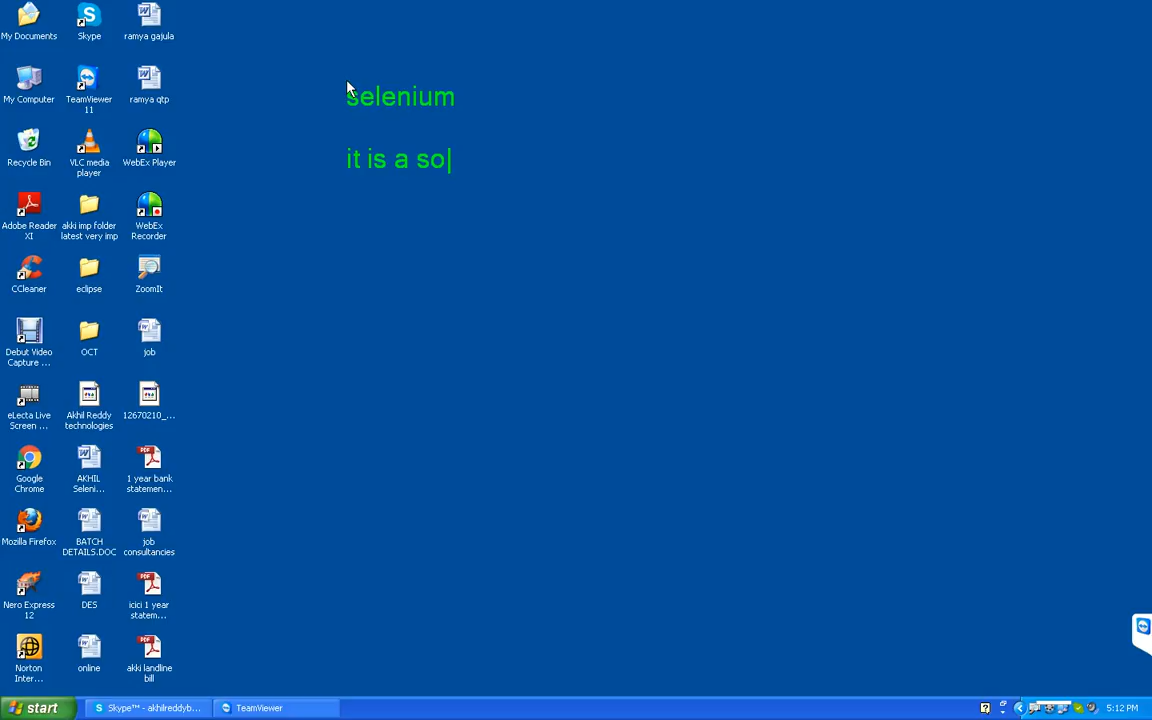 My Documents
Skype
ramya gajula
My Computer
TeamViewer
11
ramya qtp
Recycle Bin
VLC media
player
WebEx Player
Adobe Reader
XI
akki imp folder
latest very imp
WebEx
Recorder
CCleaner
eclipse
ZoomIt
Debut Video
Capture ...
OCT
job
eLecta Live
Screen ...
Akhil Reddy
technologies
12670210_...
Google
Chrome
AKHIL
Seleni...
1 year bank
statemen...
Mozilla Firefox
BATCH
DETAILS.DOC
job
consultancies
Nero Express
12
DES
icici 1 year
statem...
Norton
Inter...
online
akki landline
bill
selenium
it is a so
start
Skype™ - akhilreddyb...
TeamViewer
5:12 PM